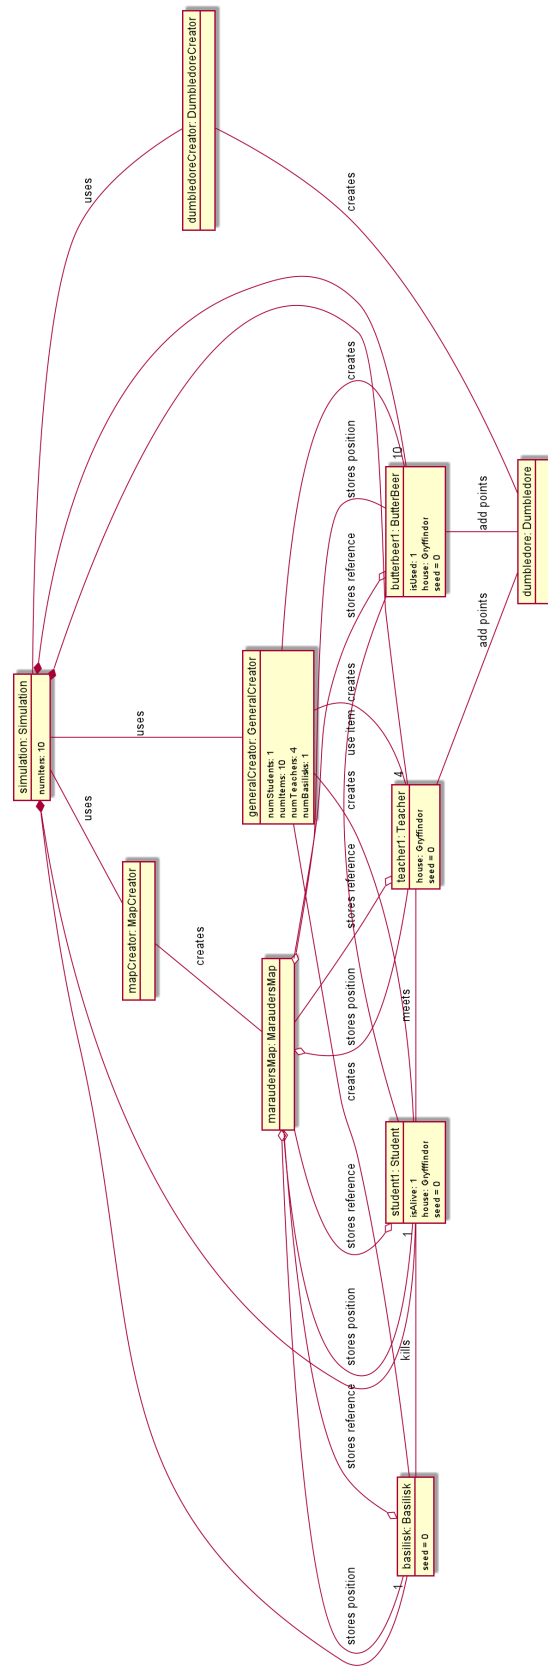 simulation: Simulation
numIters: 10
uses
uses
uses
mapCreator: MapCreator
dumbledoreCreator: DumbledoreCreator
creates
generalCreator: GeneralCreator
numStudents: 1
numItems: 10
numTeachers: 4
numBasilisks: 1
maraudersMap: MaraudersMap
stores position
stores reference
stores position
stores reference
creates
stores position
stores reference
creates
use item
creates
stores reference
stores position
creates
creates
1
kills
1
meets
4
10
basilisk: Basilisk
seed = 0
student1: Student
isAlive: 1
house: Gryfffindor
seed = 0
teacher1: Teacher
house: Gryffindor
seed = 0
butterbeer1: ButterBeer
isUsed: 1
house: Gryffindor
seed = 0
add points
add points
dumbledore: Dumbledore